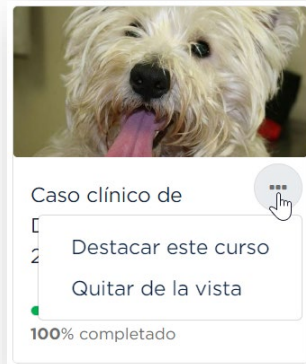 Caso clínico de
Destacar este curso
Quitar de la vista
100% completado